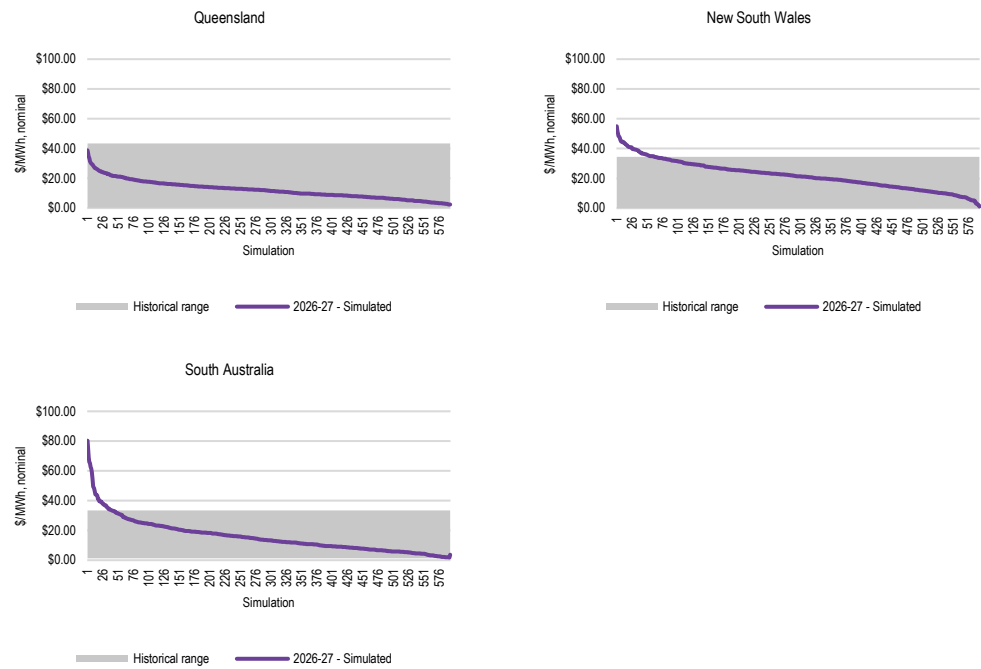 Queensland
$/MWh, nominal
$100.00
$80.00
$60.00
$40.00
$20.00
$0.00
1 26 51 76 101 126 151 176 201 226 251 276 301 326 351 376 401 426 451 476 501 526 551 576
Simulation
Historical range 2026-27 - Simulated
New South Wales
$/MWh, nominal
$100.00
$80.00
$60.00
$40.00
$20.00
$0.00
1 26 51 76 101 126 151 176 201 226 251 276 301 326 351 376 401 426 451 476 501 526 551 576
Simulation
Historical range 2026-27 - Simulated
South Australia
$/MWh, nominal
$100.00
$80.00
$60.00
$40.00
$20.00
$0.00
1 26 51 76 101 126 151 176 201 226 251 276 301 326 351 376 401 426 451 476 501 526 551 576
Simulation
Historical range 2026-27 - Simulated